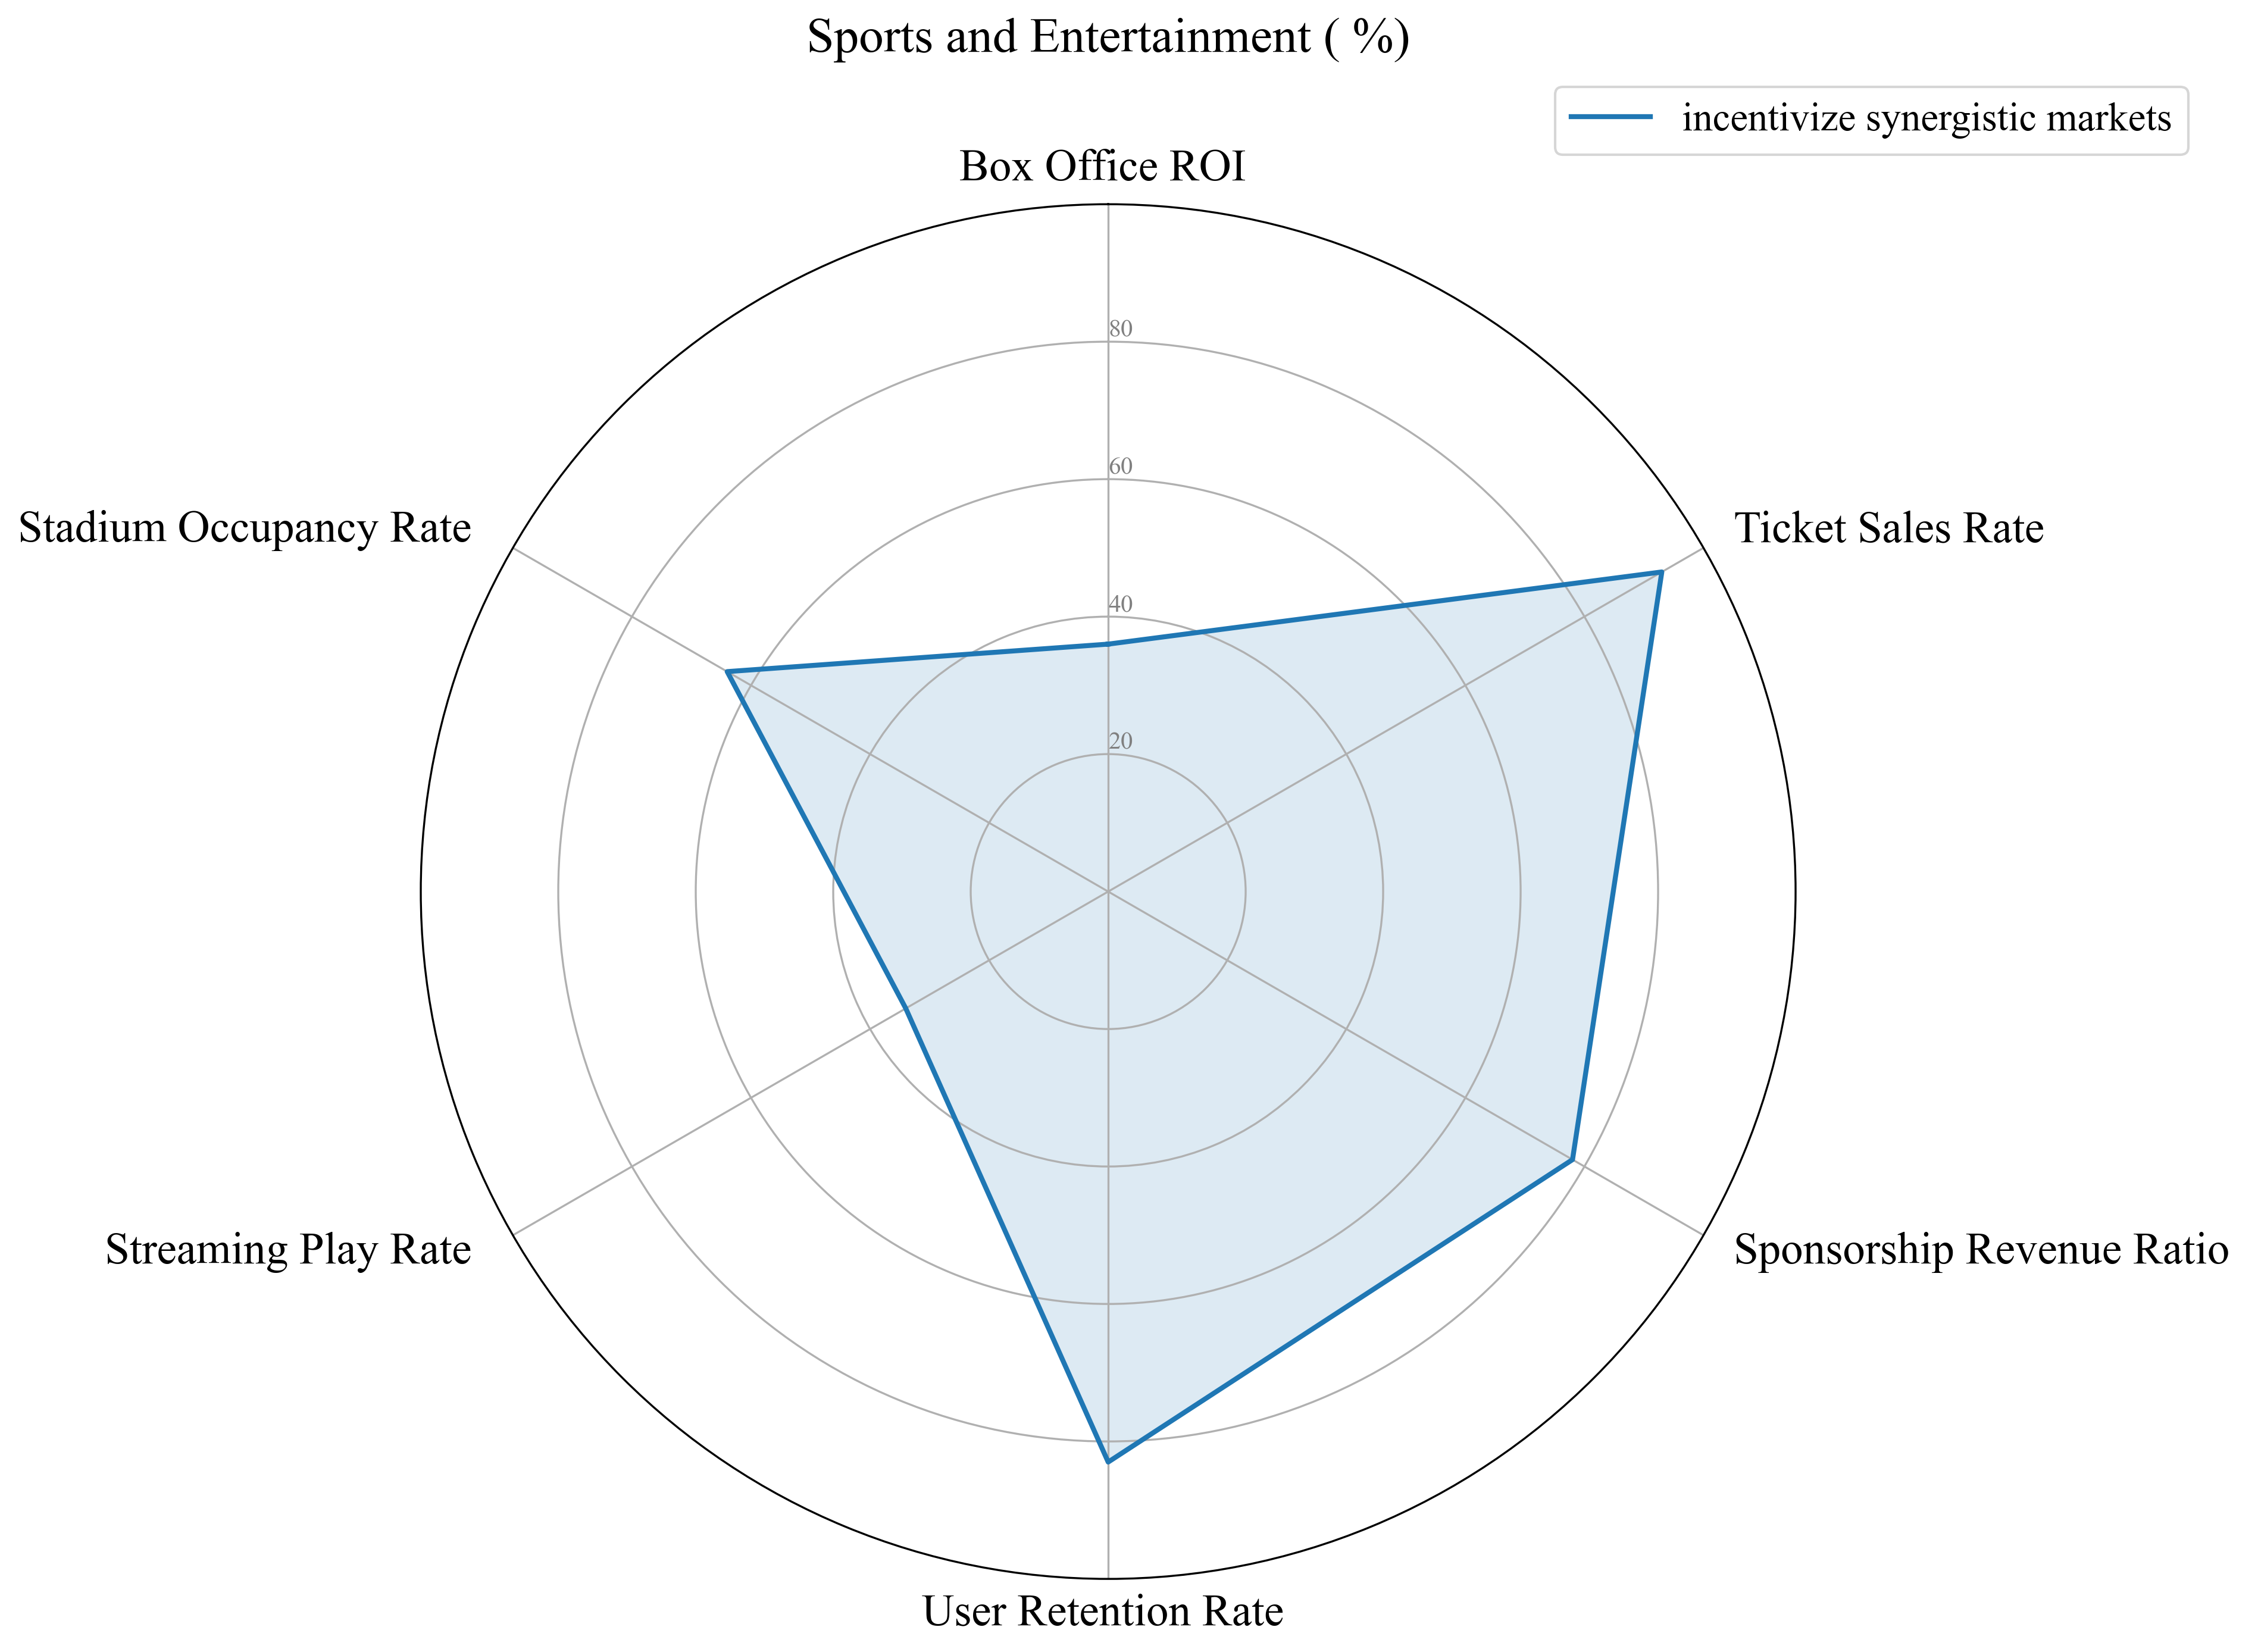 Sports and Entertainment ( %)
incentivize synergistic markets
Box Office ROI
80
60
Stadium Occupancy Rate
Ticket Sales Rate
40
20
Streaming Play Rate
Sponsorship Revenue Ratio
User Retention Rate